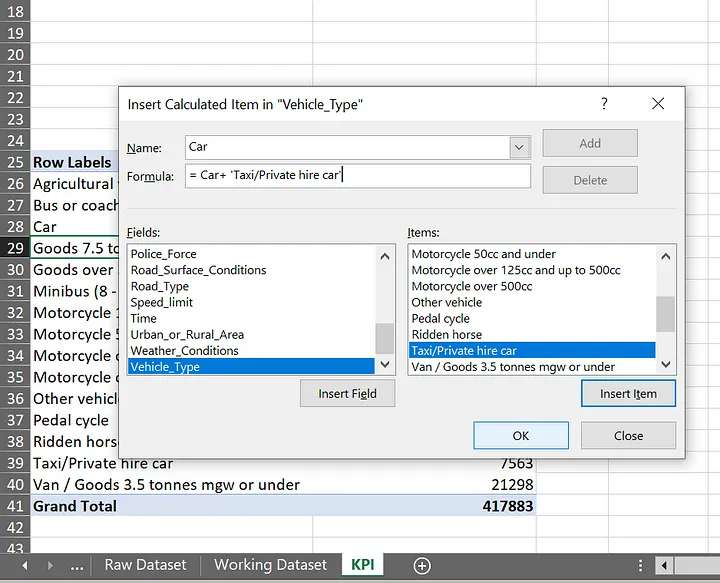 18
19
20
21
22
23
24
25 Row Labels
26 Agricultural
27 Bus or coach
28 Car
29 Goods 7.5
30 Goods over
31 Minibus (8 -
32 Motorcycle
33 Motorcycle
34 Motorcycle
35 Motorcycle
36 Other
37 Pedal cycle
38 Ridden
39 Taxi/Private hire car 7563
40 Van / Goods 3.5 tonnes mgw or under 21298
41 Grand Total 417883
42
43
Insert Calculated Item in "Vehicle_Type" ?
Name: Car Add
Formula: = Car+ 'Taxi/Private hire car' Delete
Fields:
Police_Force
Road_Surface_Conditions
Road_Type
Speed_limit
Time
Urban_or_Rural_Area
Weather_Conditions
Vehicle_Type
Insert Field
Items:
Motorcycle 50cc and under
Motorcycle over 125cc and up to 500cc
Motorcycle over 500cc
Other vehicle
Pedal cycle
Ridden horse
Taxi/Private hire car
Van / Goods 3.5 tonnes mgw or under
Insert Item
OK Close
... Raw Dataset Working Dataset KPI